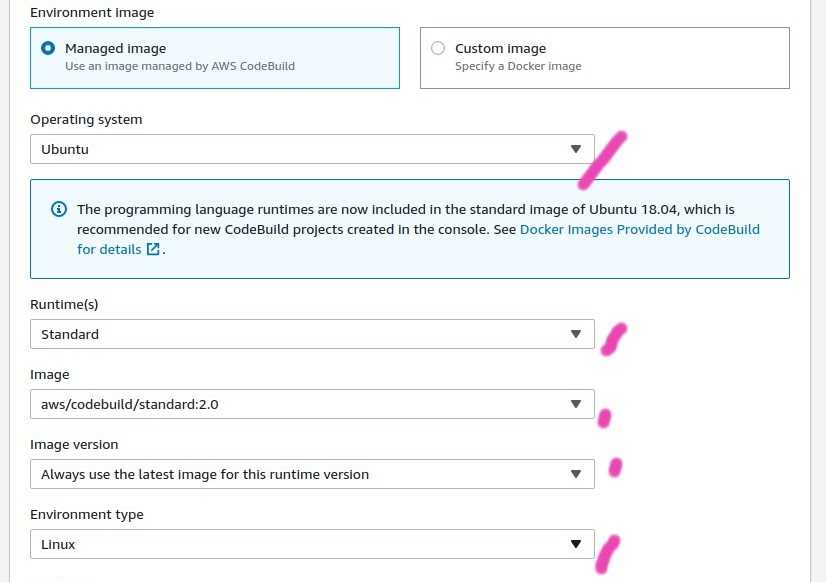 Environment image
Managed image
Use an image managed by AWS CodeBuild
Custom image
Specify a Docker image
Operating system
Ubuntu
The programming language runtimes are now included in the standard image of Ubuntu 18.04, which is
recommended for new CodeBuild projects created in the console. See Docker Images Provided by CodeBuild
for details .
Runtime(s)
Standard
Image
aws/codebuild/standard:2.0
Image version
Always use the latest image for this runtime version
Environment type
Linux